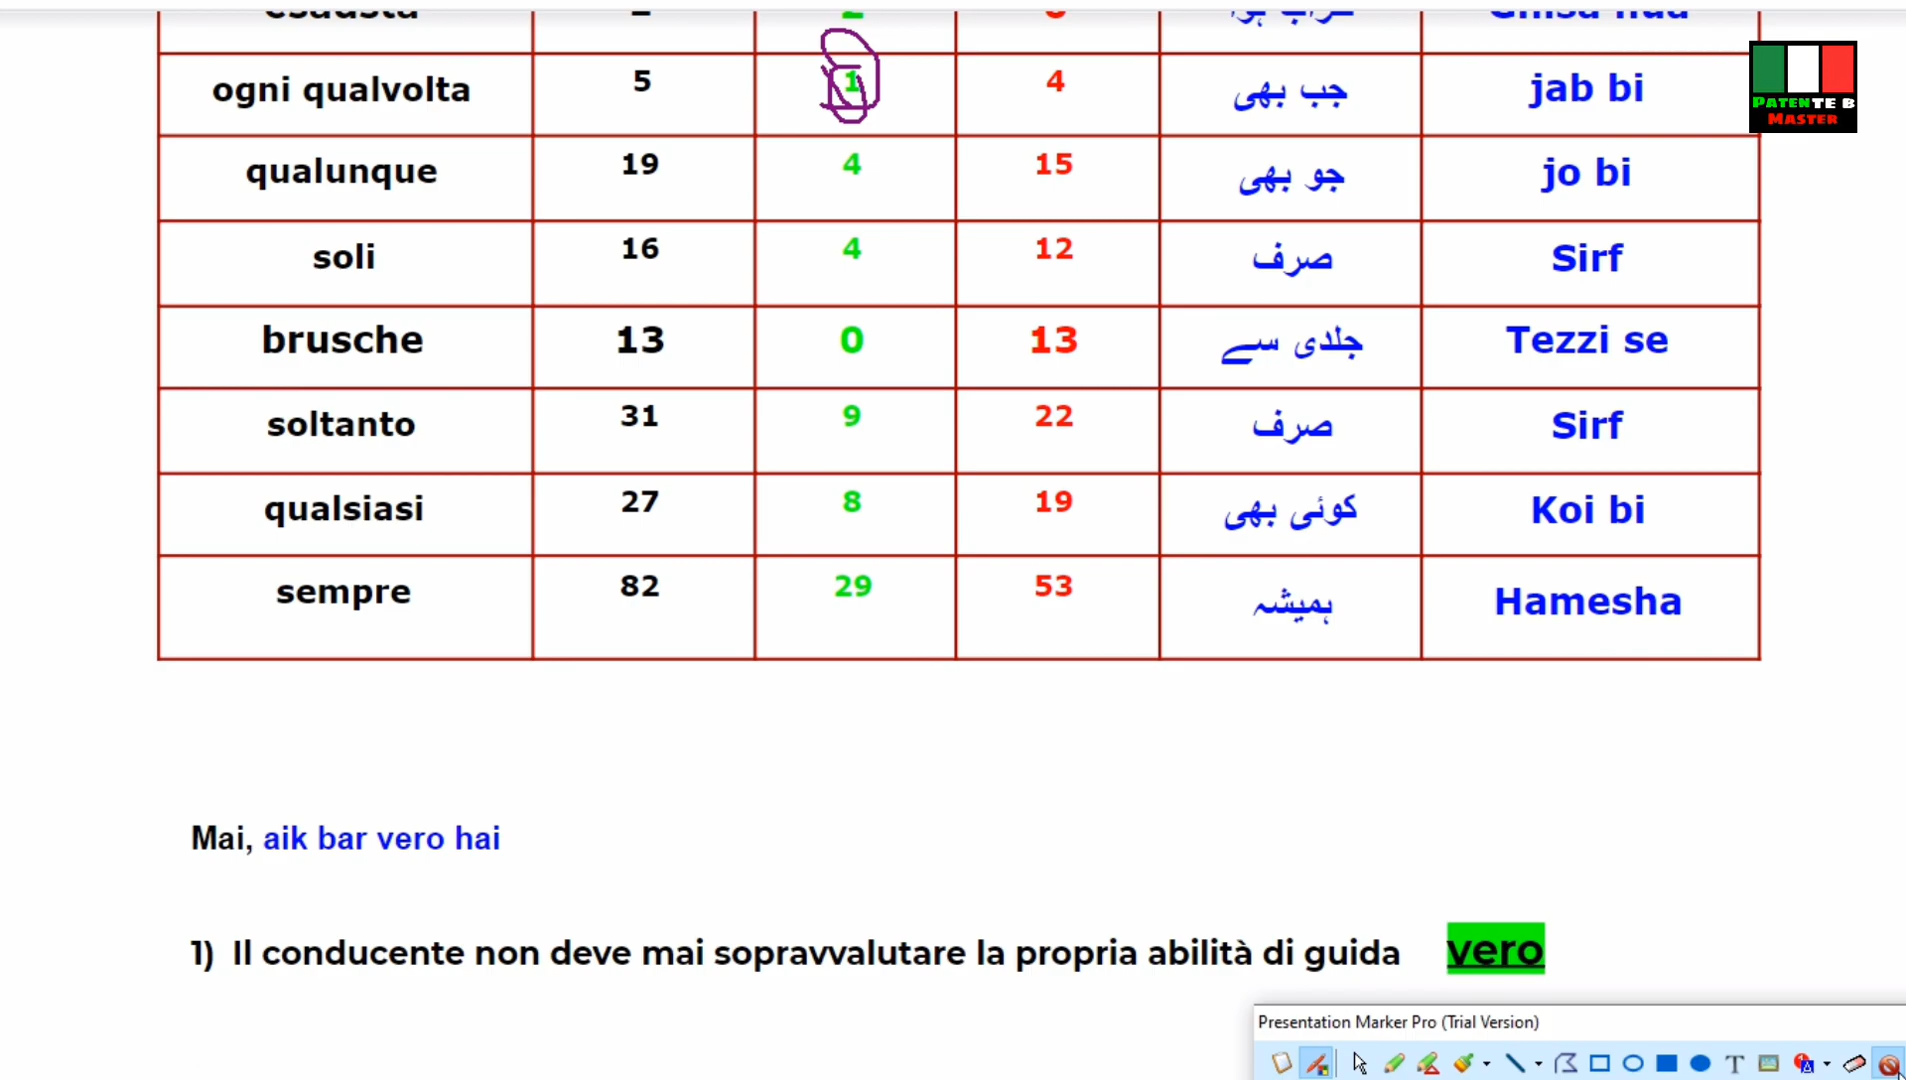 ogni qualvolta 5 1 4 جب بھی jab bi
PATENTE B
MASTER
qualunque 19 4 15 جو بھی jo bi
soli 16 4 12 صرف Sirf
brusche 13 0 13 جلدی سے Tezzi se
soltanto 31 9 22 صرف Sirf
qualsiasi 27 8 19 کوئی بھی Koi bi
sempre 82 29 53 ہمیشہ Hamesha
Mai, aik bar vero hai
1) Il conducente non deve mai sopravvalutare la propria abilità di guida vero
Presentation Marker Pro (Trial Version)